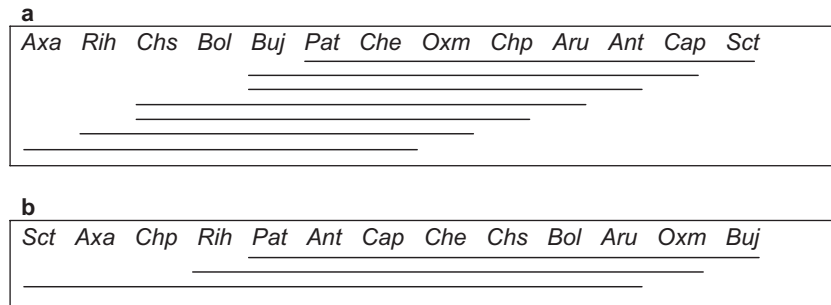 a
Axa Rih Chs Bol Buj Pat Che Oxm Chp Aru Ant Cap Sct
b
Sct Axa Chp Rih Pat Ant Cap Che Chs Bol Aru Oxm Buj